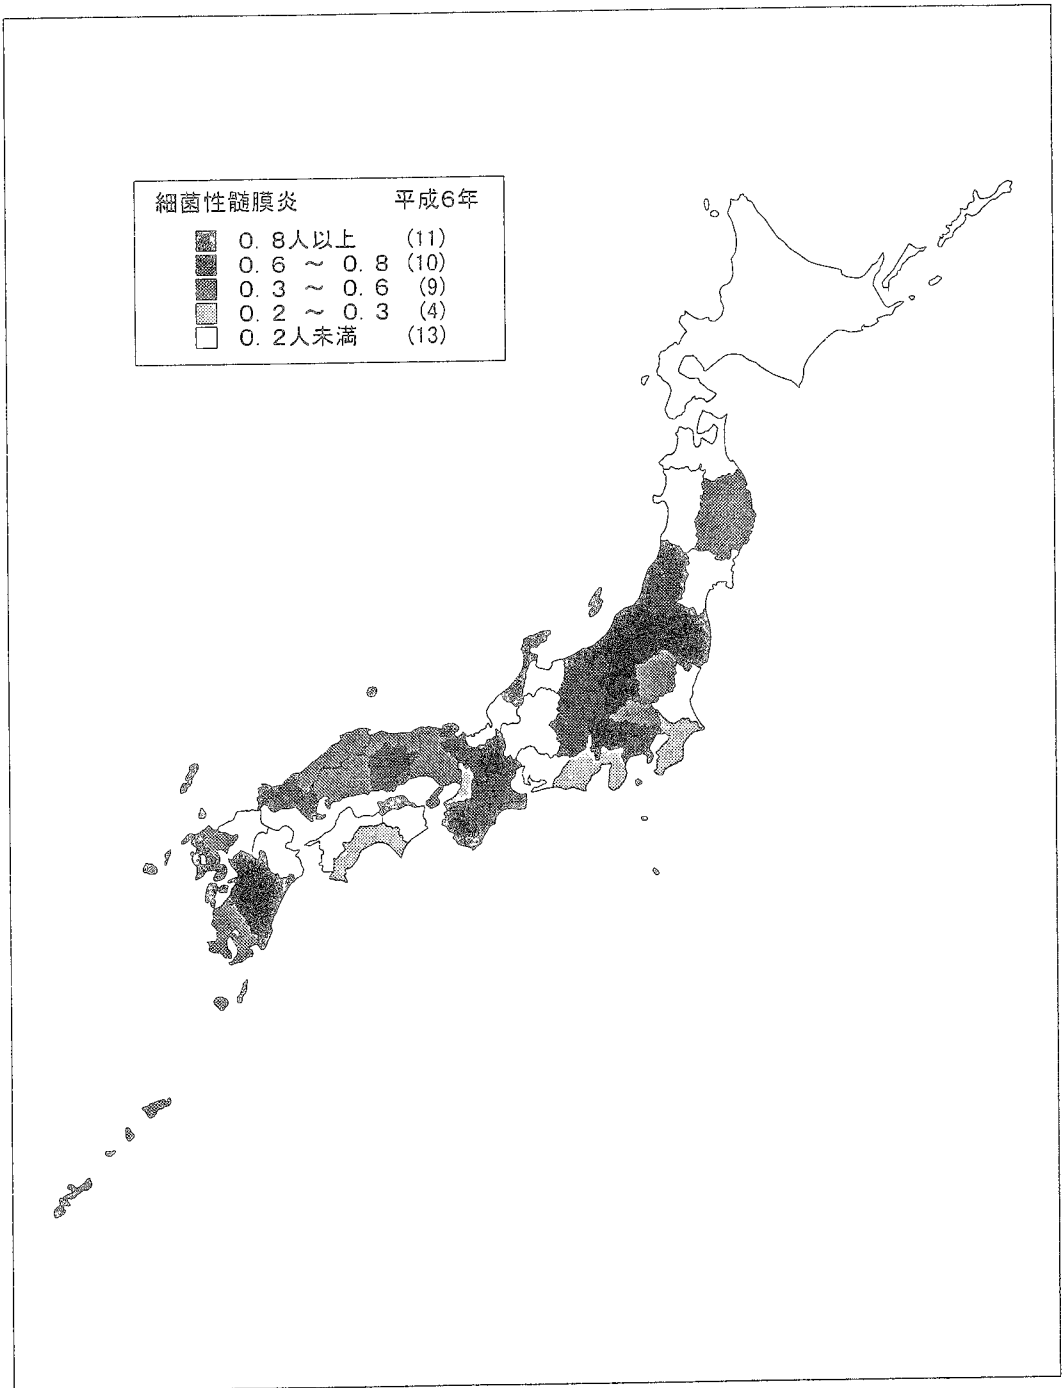 細菌性髄膜炎 平成6年
0.8人以上 (11)
0.6 ～ 0.8 (10)
0.3 ～ 0.6 (9)
0.2 ～ 0.3 (4)
0.2人未満 (13)